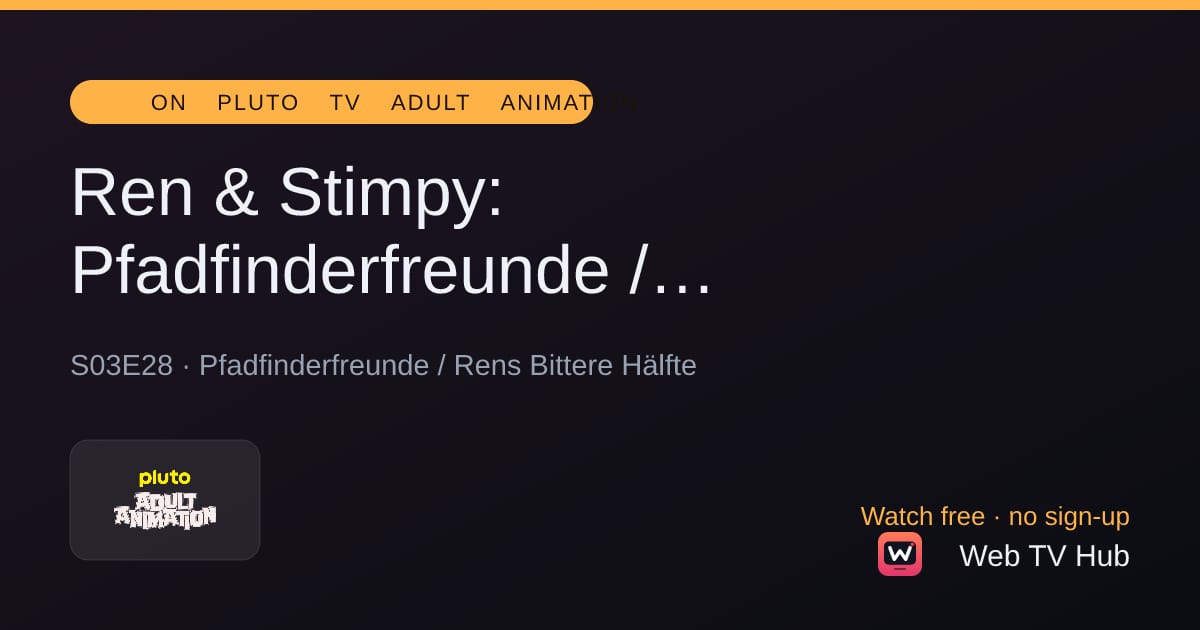 ON PLUTO TV ADULT ANIMATION
Ren & Stimpy:
Pfadfinderfreunde /…
S03E28 · Pfadfinderfreunde / Rens Bittere Hälfte
pluto
ADULT
ANIMATION
Watch free · no sign-up
W
Web TV Hub